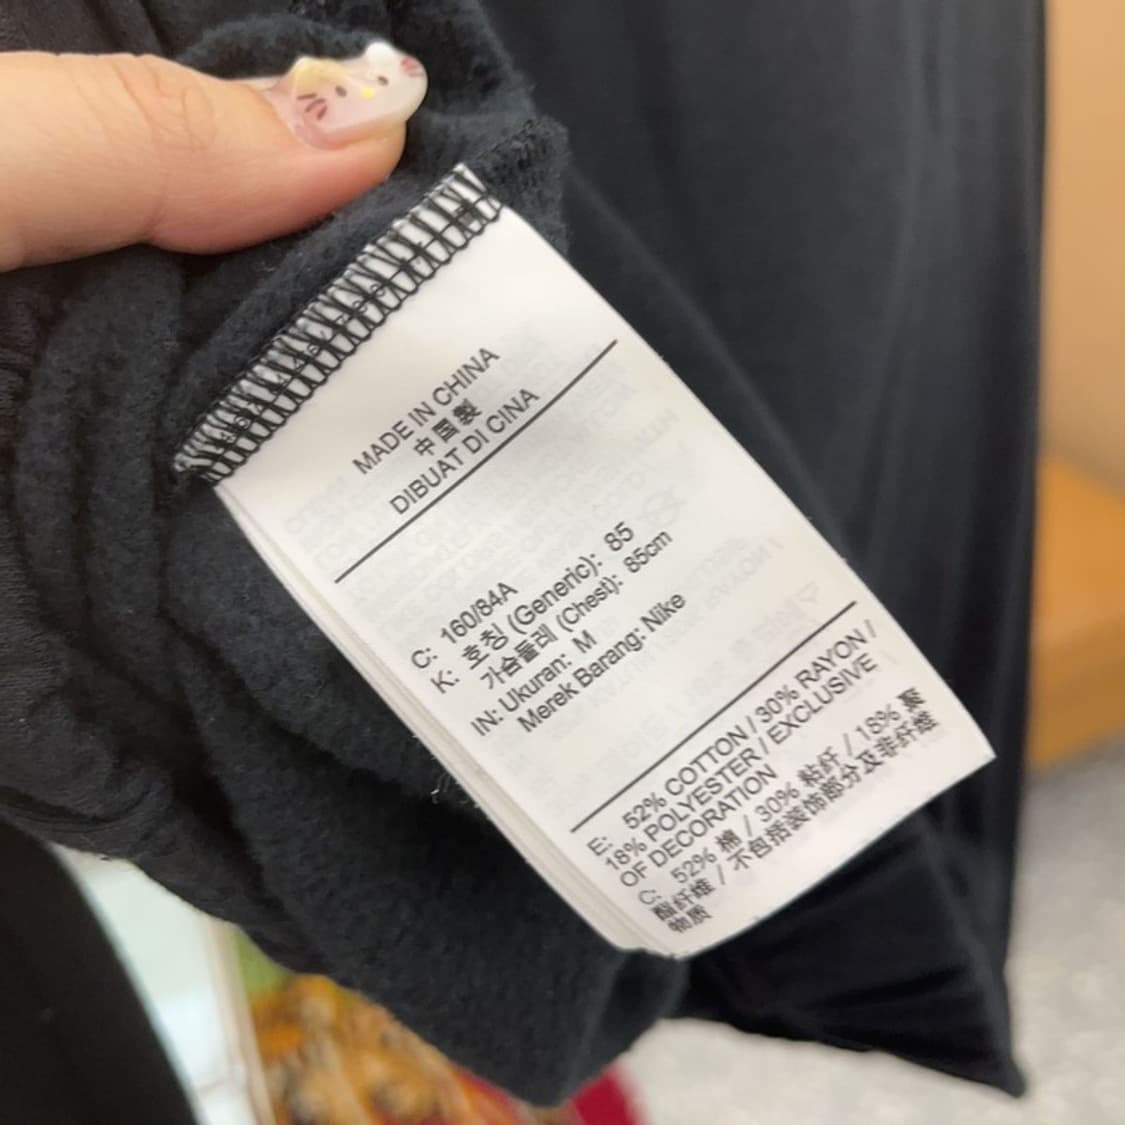 MADE IN CHINA
中国製
DIBUAT DI CINA
C: 160/84A
K: 호칭 (Generic): 85
가슴둘레 (Chest): 85cm
IN: Ukuran: M
Merek Barang: Nike
E: 52% COTTON / 30% RAYON /
18% POLYESTER / EXCLUSIVE
OF DECORATION
C: 52% 棉 / 30% 粘纤 / 18% 聚
酯纤维 / 不包括装饰部分及非纤维
物质